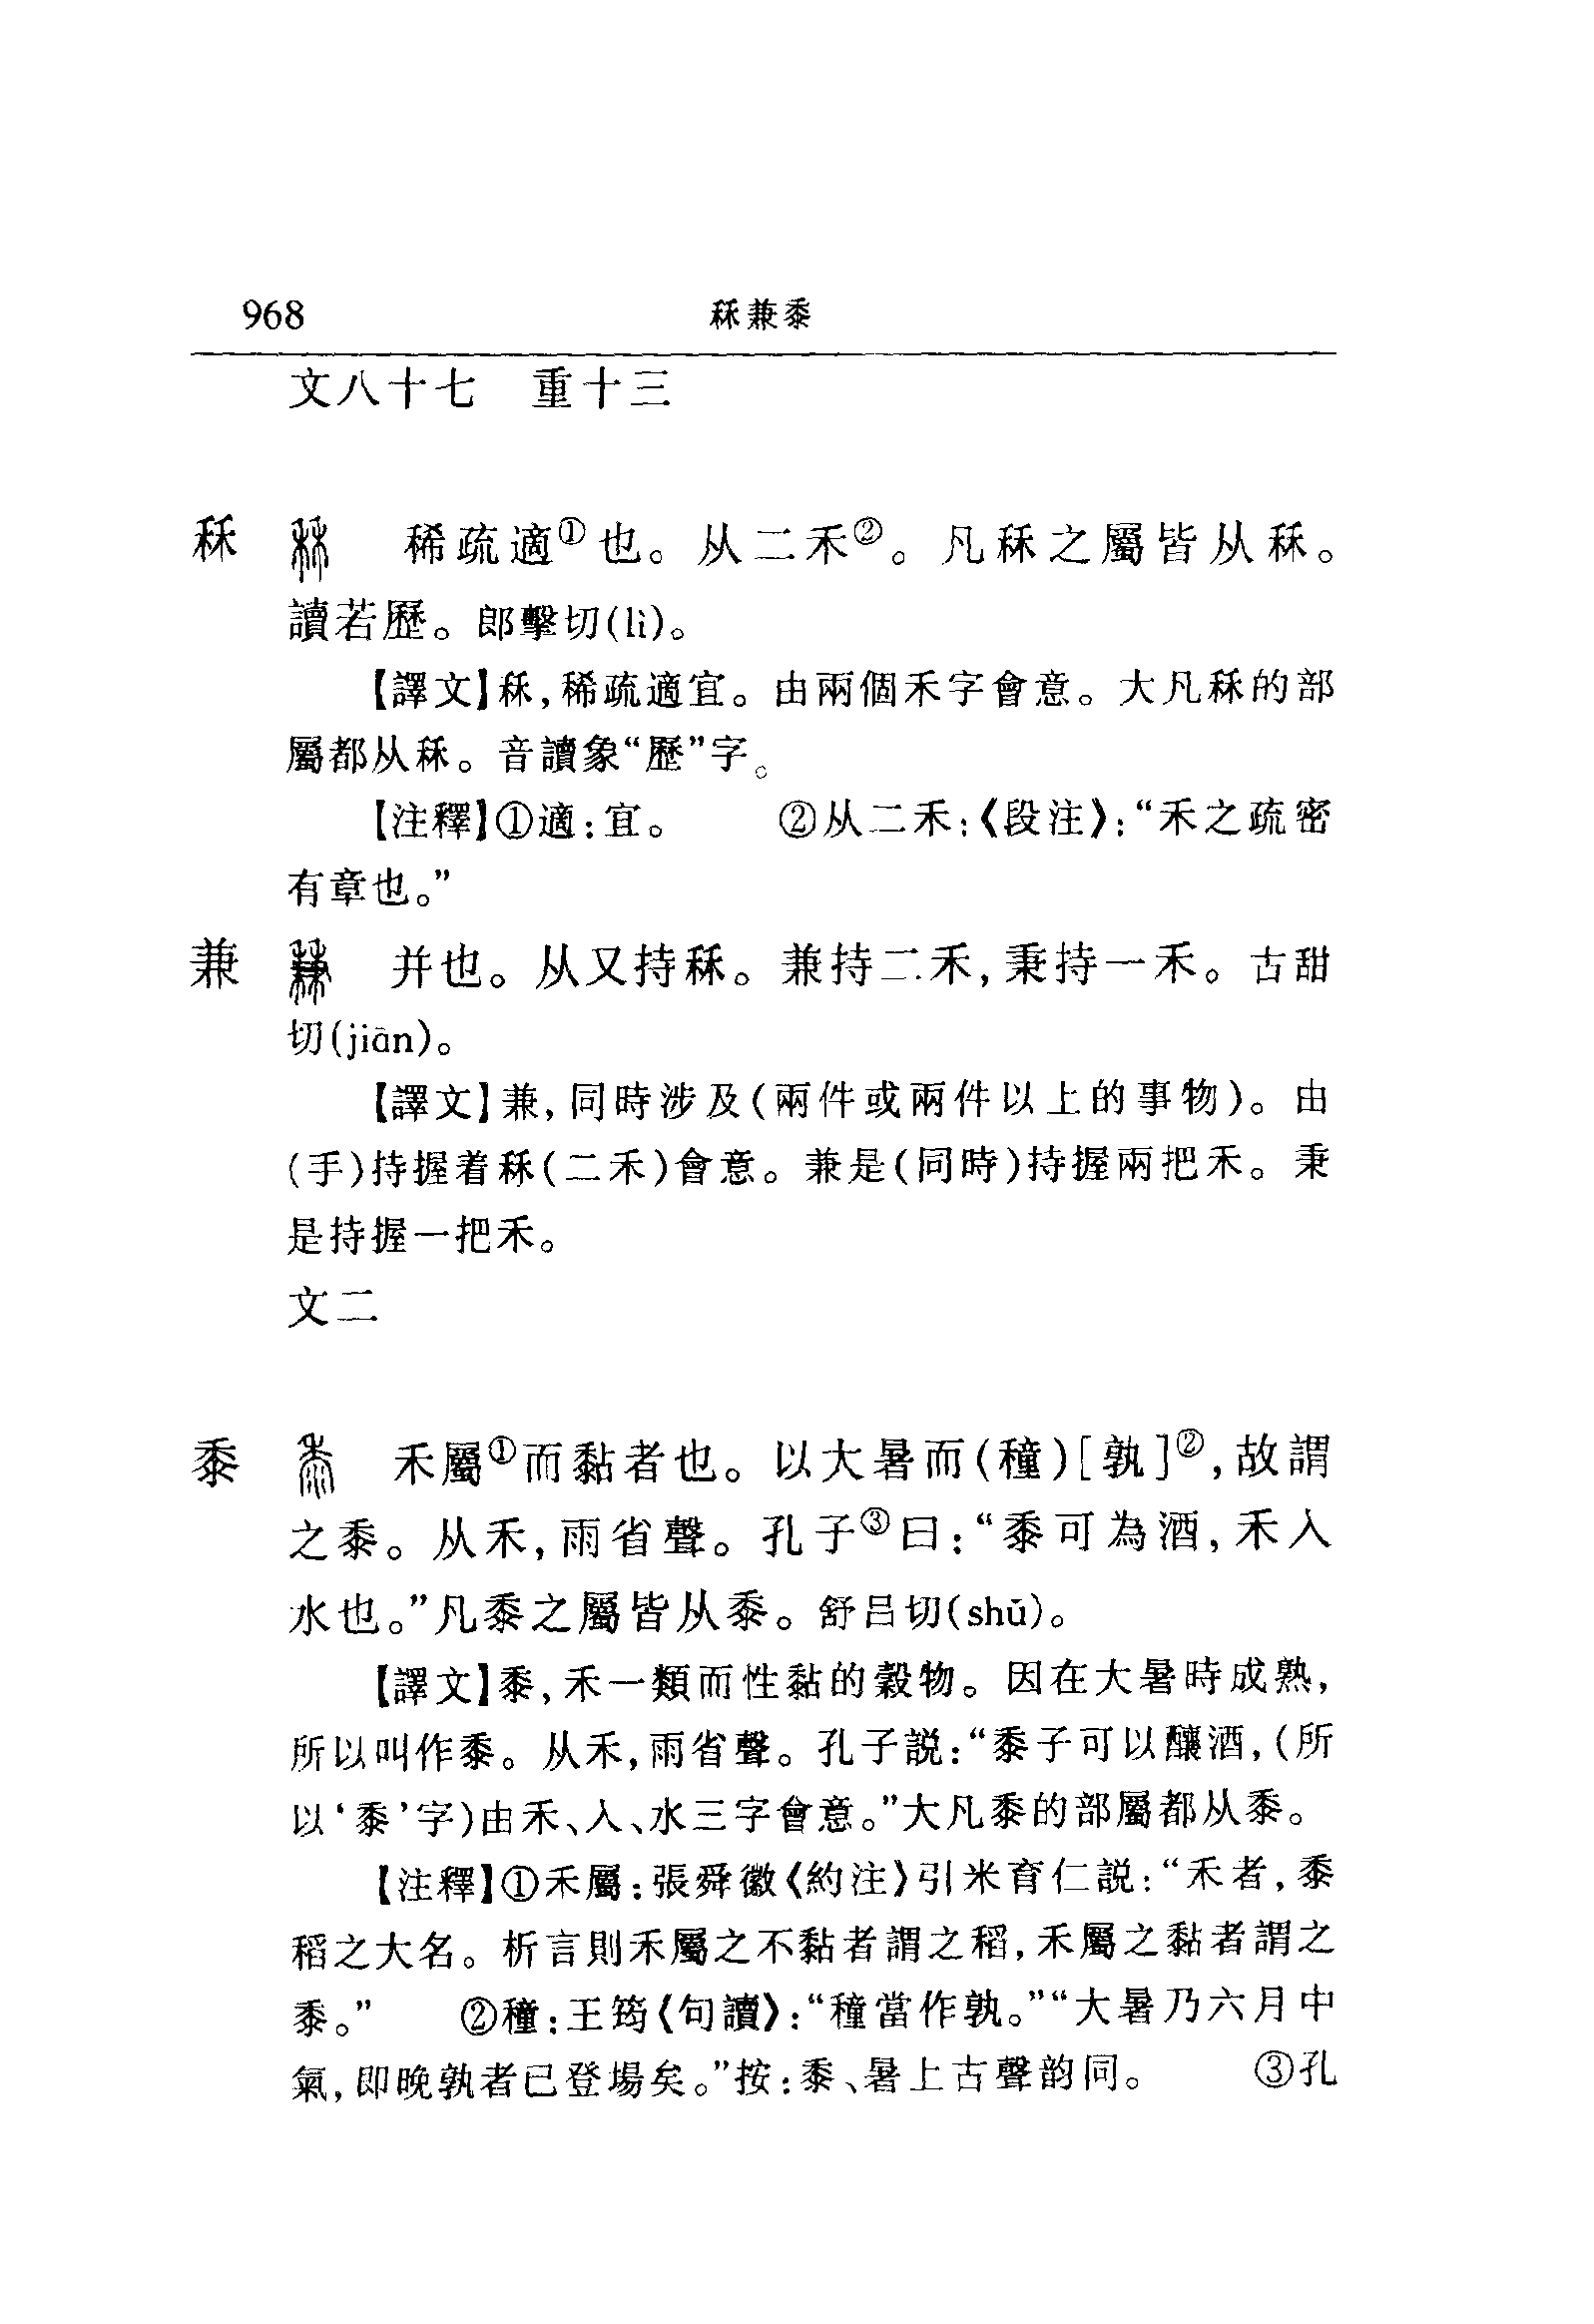 968 秝兼黍
文八十七 重十三
秝 稀疏適①也。从二禾②。凡秝之屬皆从秝。
讀若歷。郎擊切(lì)。
【譯文】秝,稀疏適宜。由兩個禾字會意。大凡秝的部
屬都从秝。音讀象“歷”字。
【注釋】①適:宜。 ②从二禾:《段注》:“禾之疏密
有章也。”
兼 并也。从又持秝。兼持二禾,秉持一禾。古甜
切(jiān)。
【譯文】兼,同時涉及(兩件或兩件以上的事物)。由
(手)持握着秝(二禾)會意。兼是(同時)持握兩把禾。秉
是持握一把禾。
文二
黍 禾屬①而黏者也。以大暑而(穜)[孰]②,故謂
之黍。从禾,雨省聲。孔子③曰:“黍可為酒,禾入
水也。”凡黍之屬皆从黍。舒呂切(shǔ)。
【譯文】黍,禾一類而性黏的穀物。因在大暑時成熟,
所以叫作黍。从禾,雨省聲。孔子説:“黍子可以釀酒,(所
以‘黍’字)由禾、入、水三字會意。”大凡黍的部屬都从黍。
【注釋】①禾屬:張舜徽《約注》引米育仁説:“禾者,黍
稻之大名。析言則禾屬之不黏者謂之稻,禾屬之黏者謂之
黍。” ②穜:王筠《句讀》:“穜當作孰。”“大暑乃六月中
氣,即晚孰者已登場矣。”按:黍、暑上古聲韵同。 ③孔